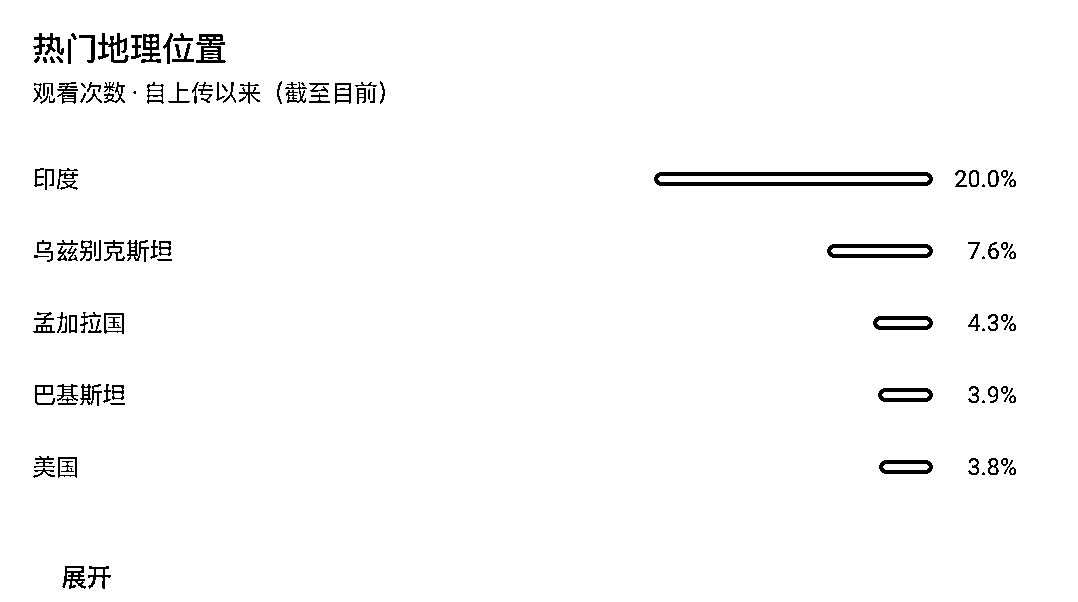 热门地理位置
观看次数 · 自上传以来（截至目前）
印度 20.0%
乌兹别克斯坦 7.6%
孟加拉国 4.3%
巴基斯坦 3.9%
美国 3.8%
展开